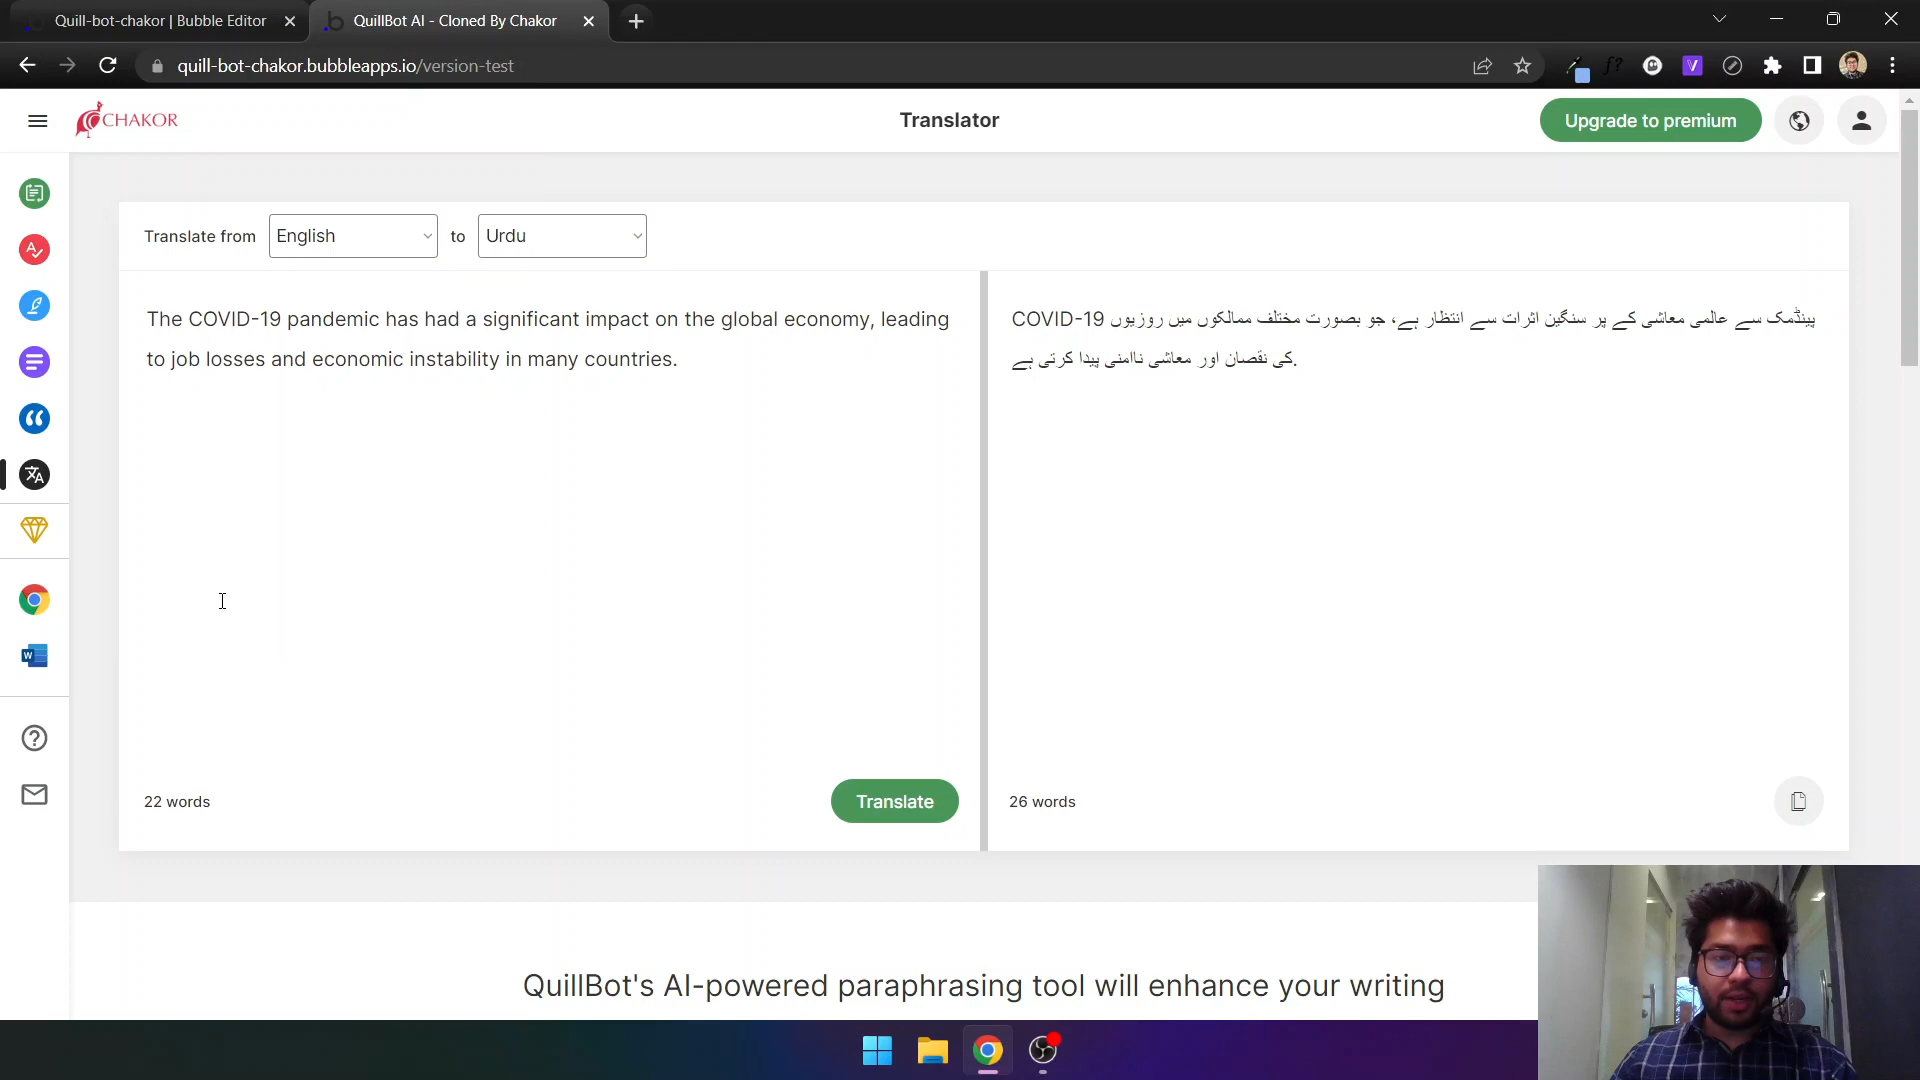 Quill-bot-chakor | Bubble Editor
QuillBot AI - Cloned By Chakor
quill-bot-chakor.bubbleapps.io/version-test
CHAKOR
Translator
Upgrade to premium
Translate from English to Urdu
The COVID-19 pandemic has had a significant impact on the global economy, leading
to job losses and economic instability in many countries.
22 words
Translate
COVID-19 پینڈمک سے عالمی معاشی کے پر سنگین اثرات سے انتظار ہے، جو بصورت مختلف ممالکوں میں روزیوں
کی نقصان اور معاشی ناامنی پیدا کرتی ہے.
26 words
QuillBot's AI-powered paraphrasing tool will enhance your writing